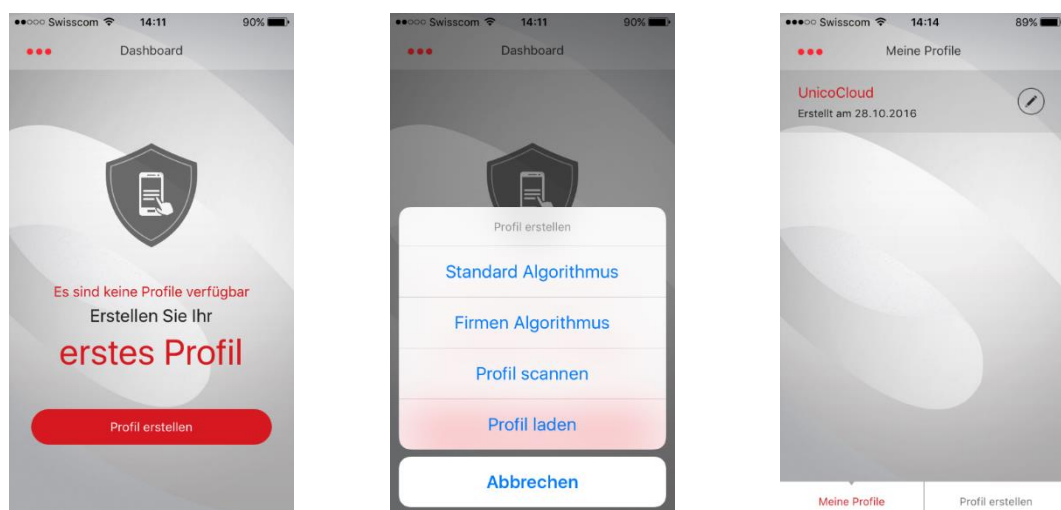 Swisscom 14:11 90%
Dashboard
Es sind keine Profile verfügbar
Erstellen Sie Ihr
erstes Profil
Profil erstellen
Swisscom 14:11 90%
Dashboard
Profil erstellen
Standard Algorithmus
Firmen Algorithmus
Profil scannen
Profil laden
Abbrechen
Swisscom 14:14 89%
Meine Profile
UnicoCloud
Erstellt am 28.10.2016
Meine Profile Profil erstellen